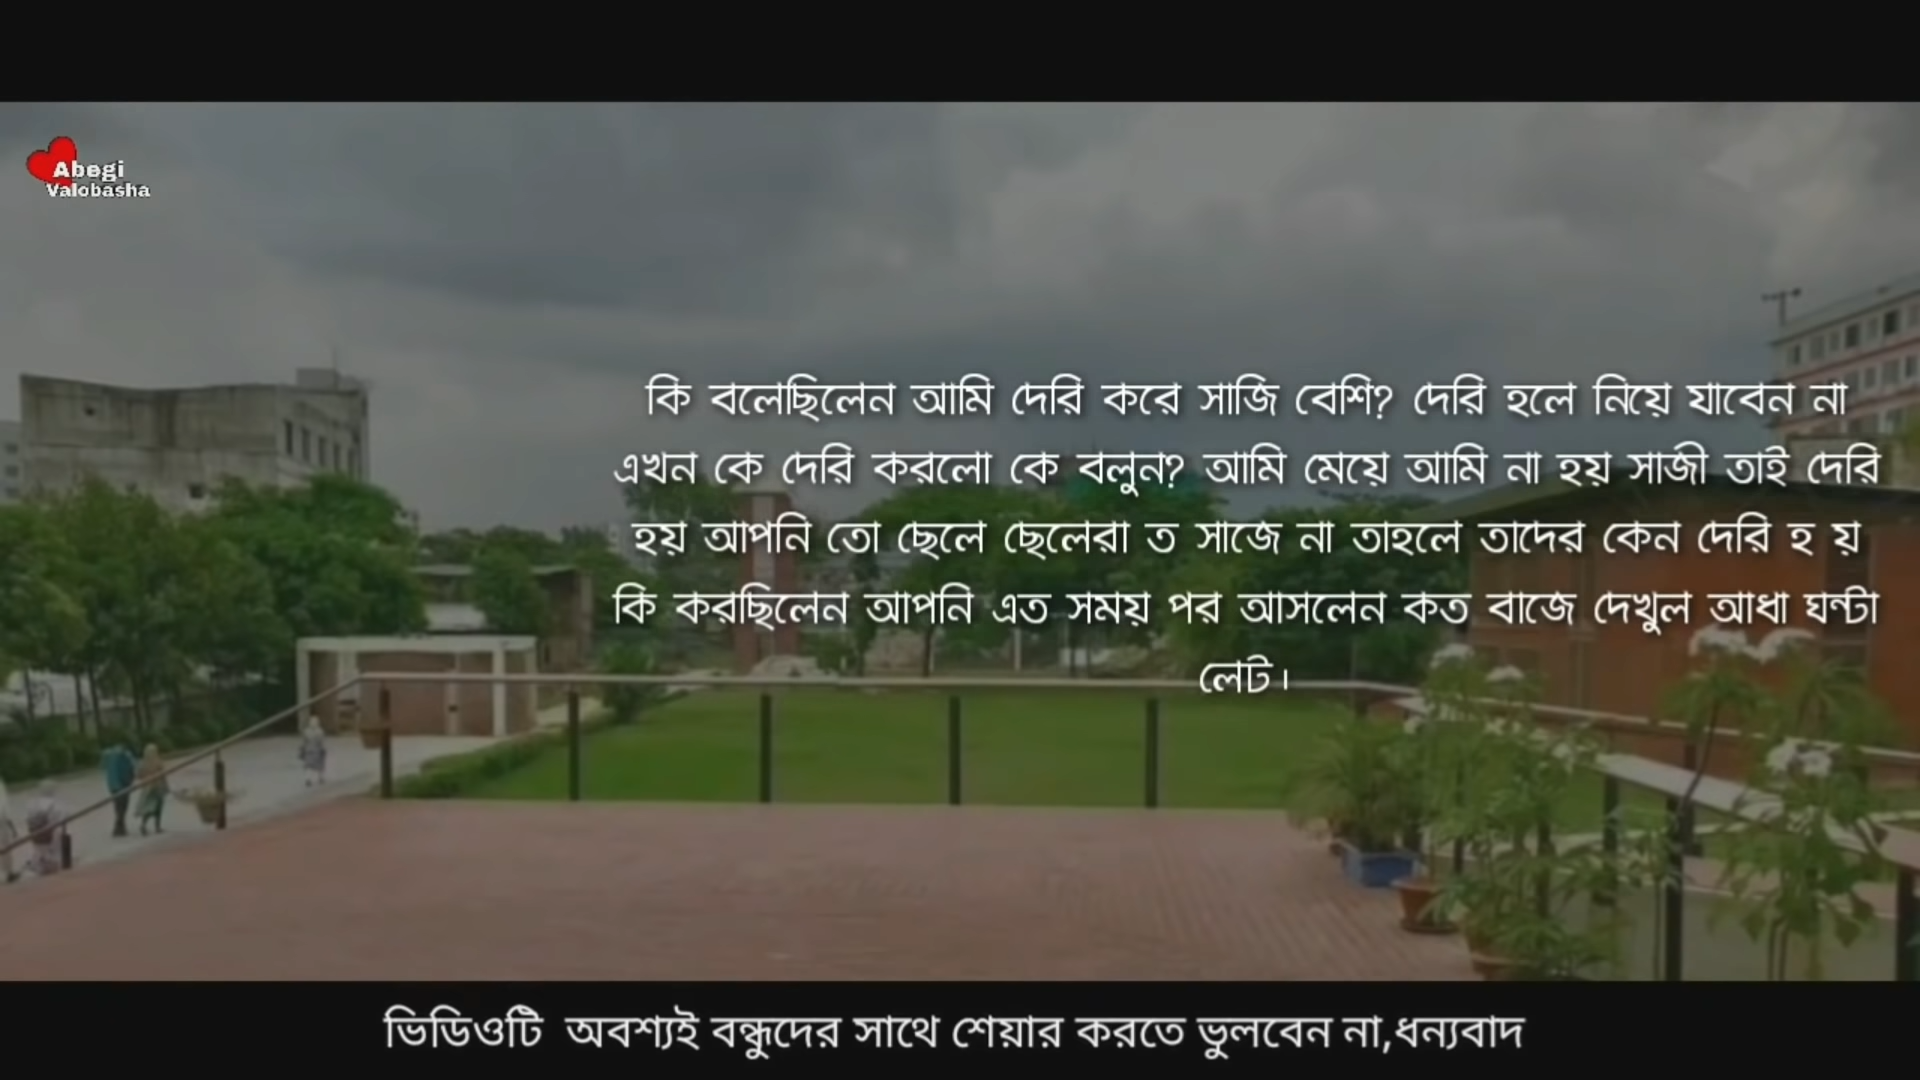 Abegi
Valobasha
কি বলেছিলেন আমি দেরি করে সাজি বেশি? দেরি হলে নিয়ে যাবেন না
এখন কে দেরি করলো কে বলুন? আমি মেয়ে আমি না হয় সাজী তাই দেরি
হয় আপনি তো ছেলে ছেলেরা ত সাজে না তাহলে তাদের কেন দেরি হ য়
কি করছিলেন আপনি এত সময় পর আসলেন কত বাজে দেখুল আধা ঘন্টা
লেট।
ভিডিওটি অবশ্যই বন্ধুদের সাথে শেয়ার করতে ভুলবেন না,ধন্যবাদ